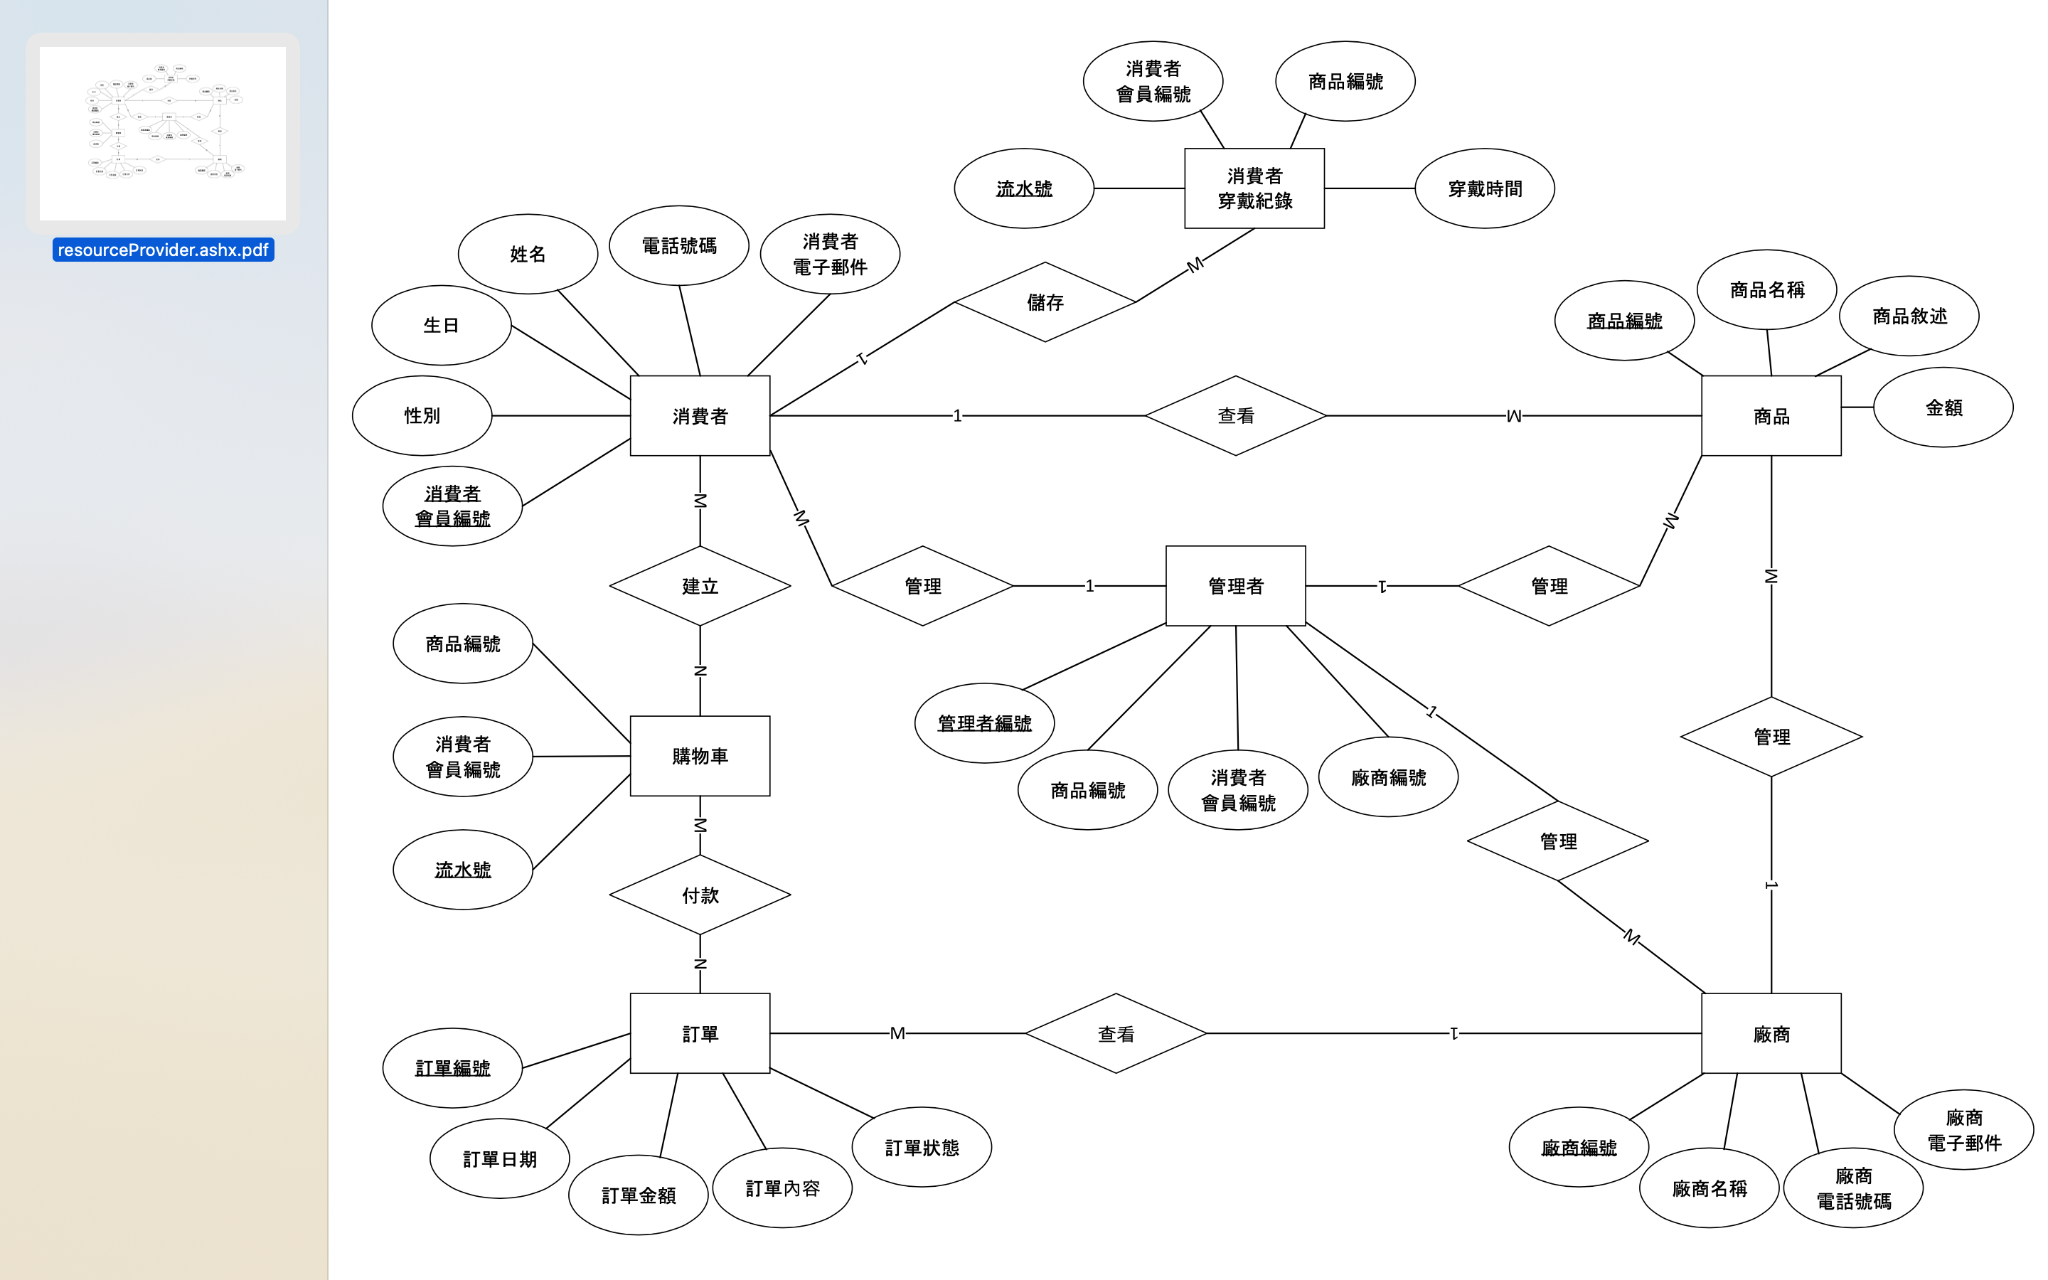 resourceProvider.ashx.pdf
消費者
會員編號
商品編號
流水號
消費者
穿戴紀錄
穿戴時間
姓名
電話號碼
消費者
電子郵件
M
儲存
商品編號
商品名稱
商品敘述
生日
1
性別
消費者
1
查看
M
商品
金額
消費者
會員編號
M
M
M
建立
管理
1
管理者
1
管理
M
商品編號
N
管理者編號
商品編號
消費者
會員編號
廠商編號
1
管理
消費者
會員編號
購物車
流水號
M
付款
管理
1
N
M
訂單
M
查看
1
廠商
訂單編號
訂單日期
訂單金額
訂單內容
訂單狀態
廠商編號
廠商名稱
廠商
電話號碼
廠商
電子郵件